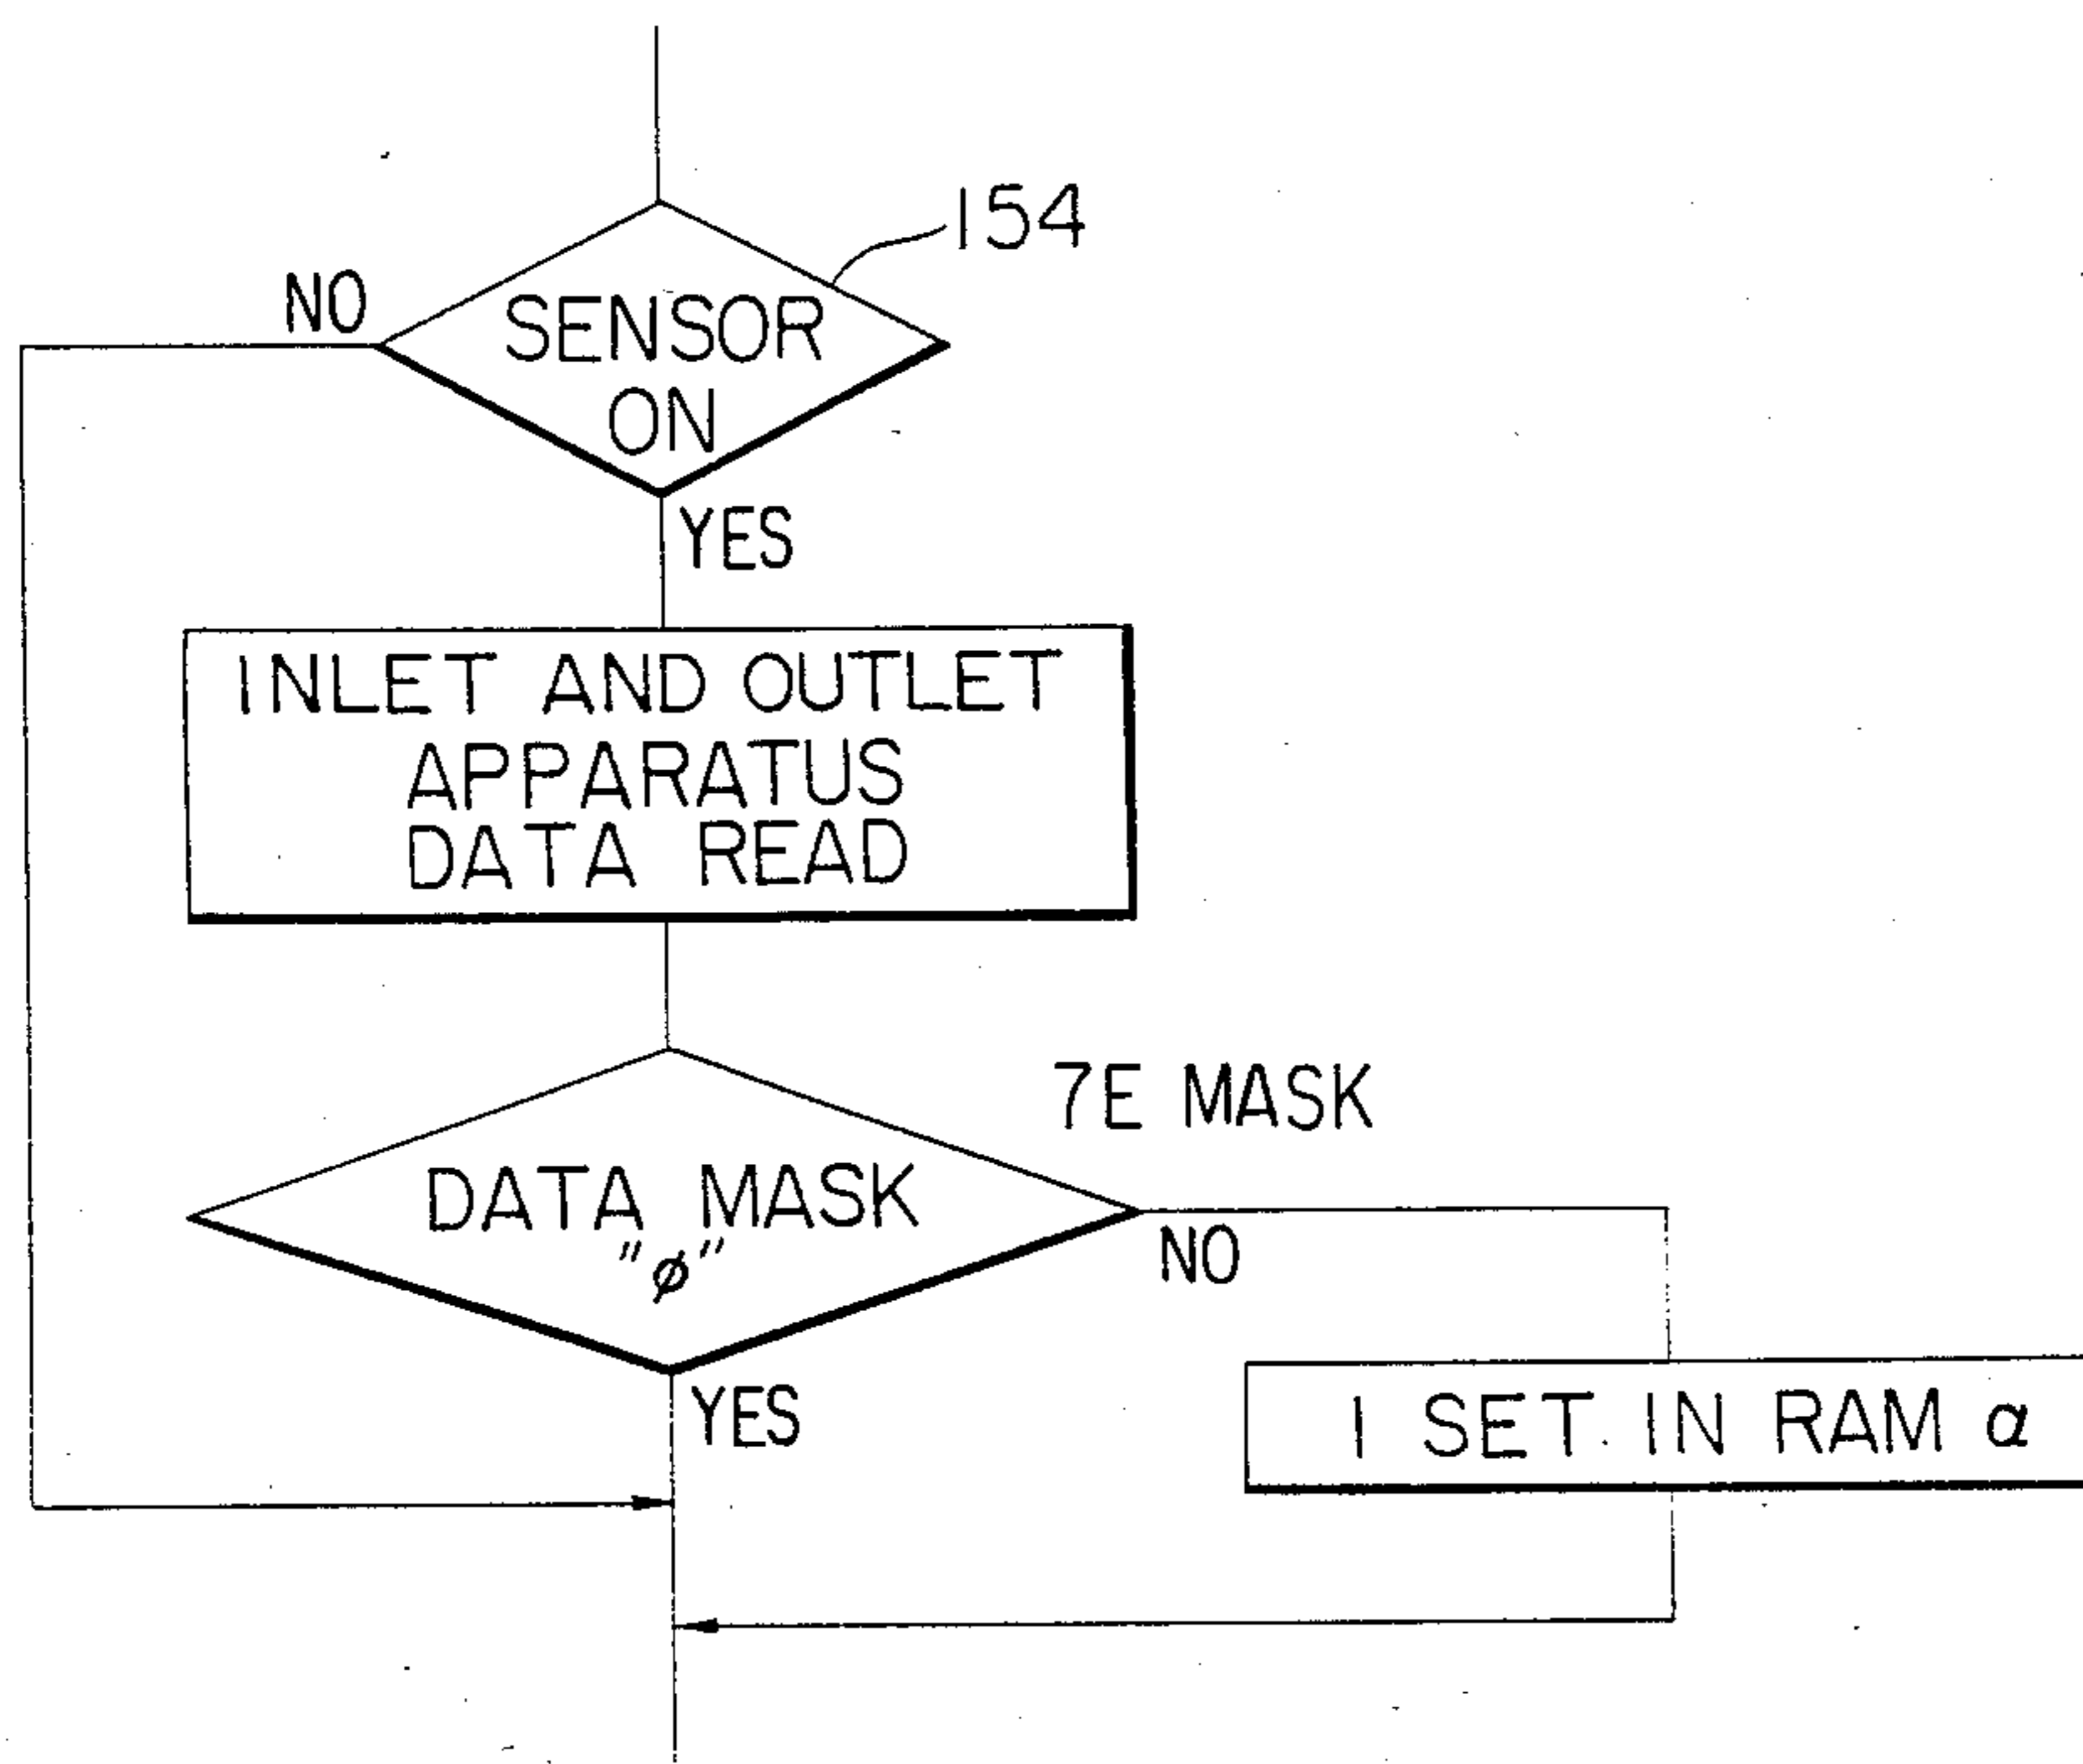 154
NO
SENSOR
ON
YES
INLET AND OUTLET
APPARATUS
DATA READ
7E MASK
DATA MASK
"ø"
NO
YES
1 SET IN RAM α